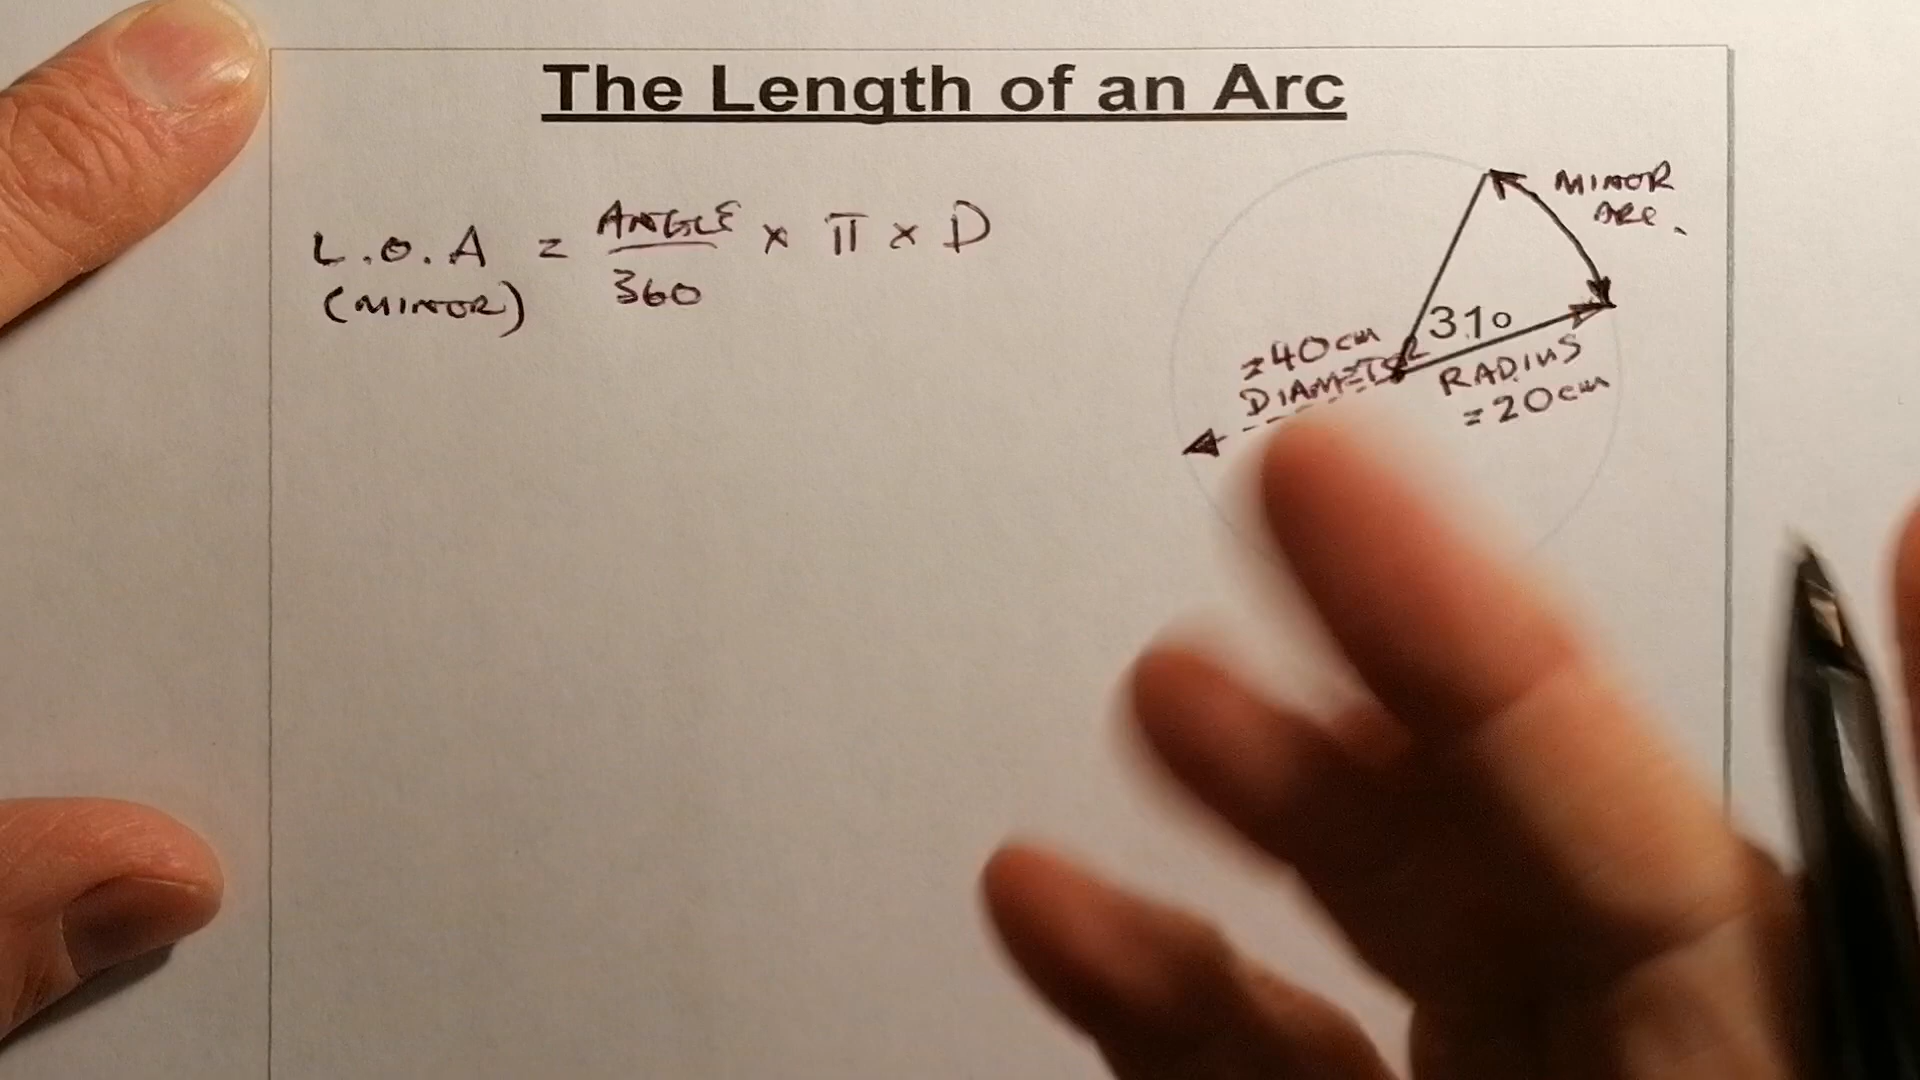 The Length of an Arc
L.O.A = ANGLE/360 × π × D
(MINOR)
MINOR
ARC.
31°
=40cm
DIAMETER
RADIUS
=20cm